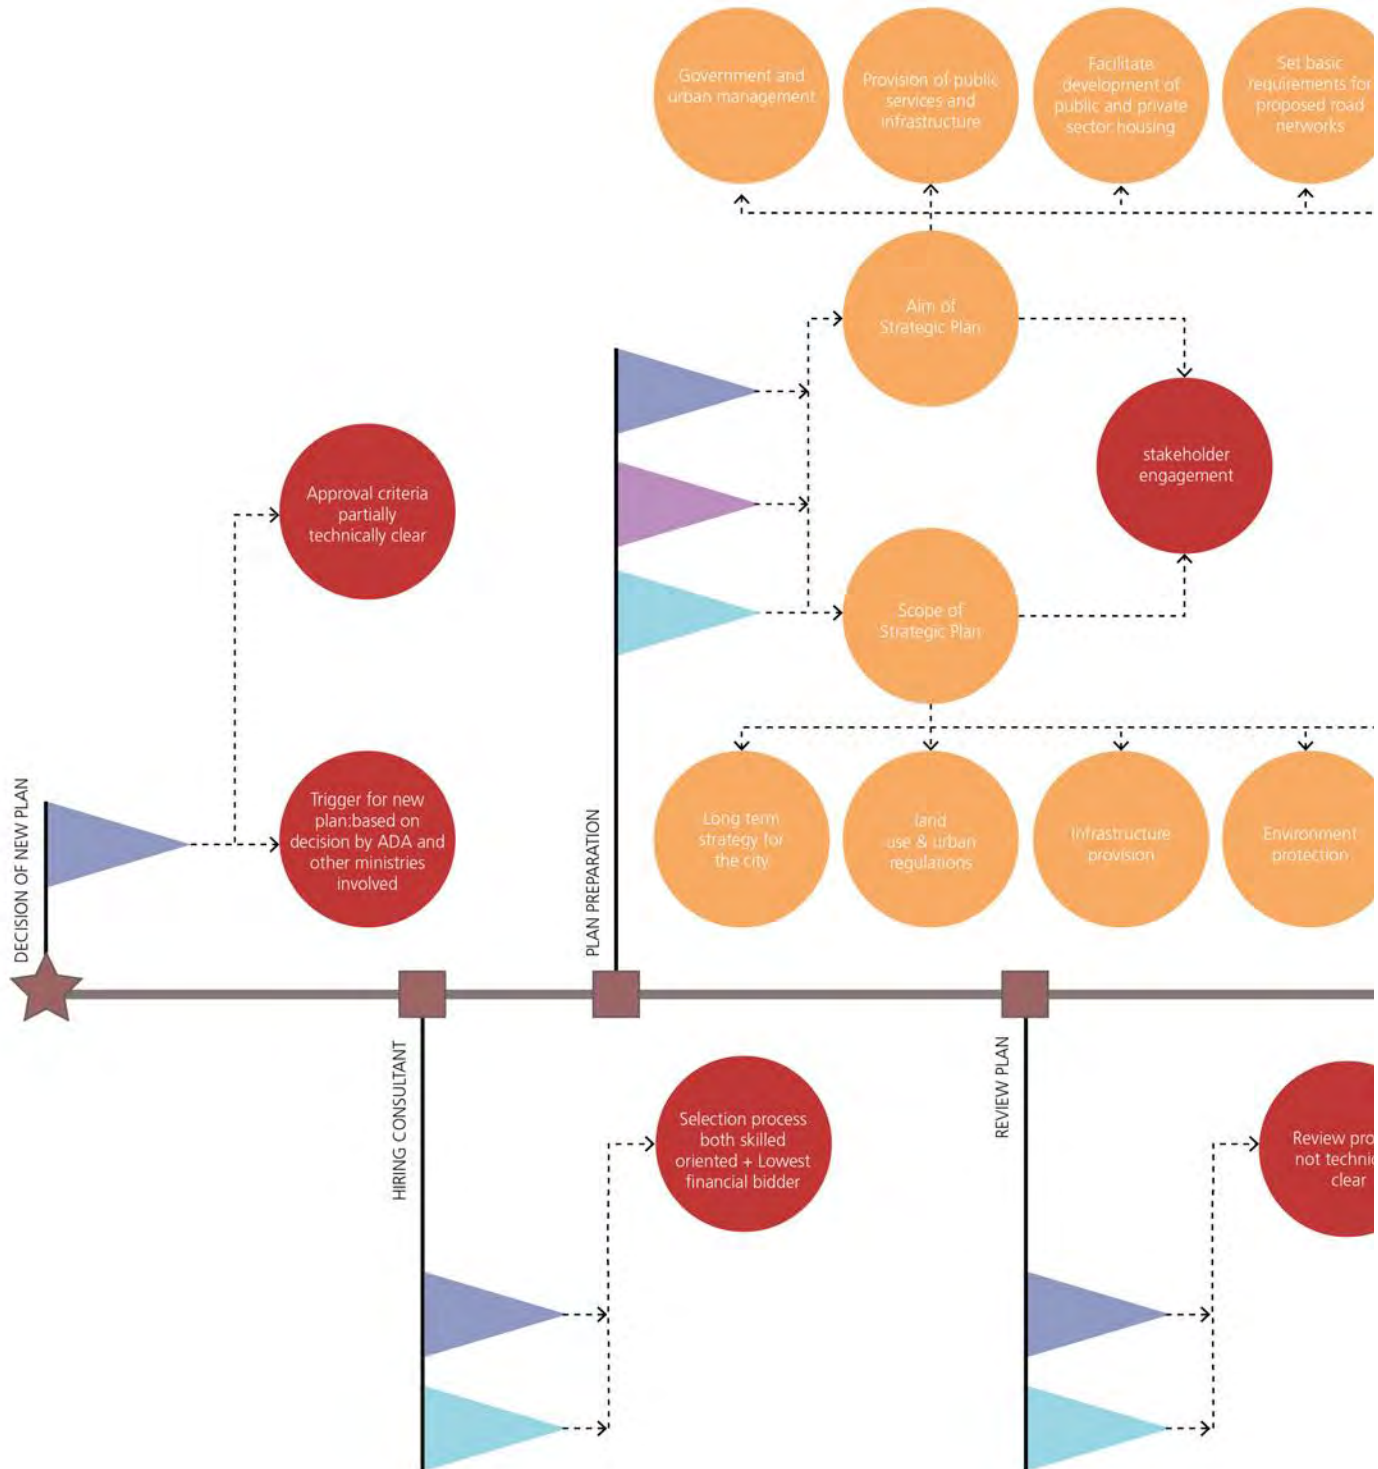 Government and
urban management
Provision of public
services and
infrastructure
Facilitate
development of
public and private
sector housing
Set basic
requirements for
proposed road
networks
Aim of
Strategic Plan
stakeholder
engagement
Approval criteria
partially
technically clear
Scope of
Strategic Plan
DECISION OF NEW PLAN
Trigger for new
plan:based on
decision by ADA and
other ministries
involved
PLAN PREPARATION
Long term
strategy for
the city
land
use & urban
regulations
Infrastructure
provision
Environment
protection
HIRING CONSULTANT
Selection process
both skilled
oriented + Lowest
financial bidder
REVIEW PLAN
Review
not
clear